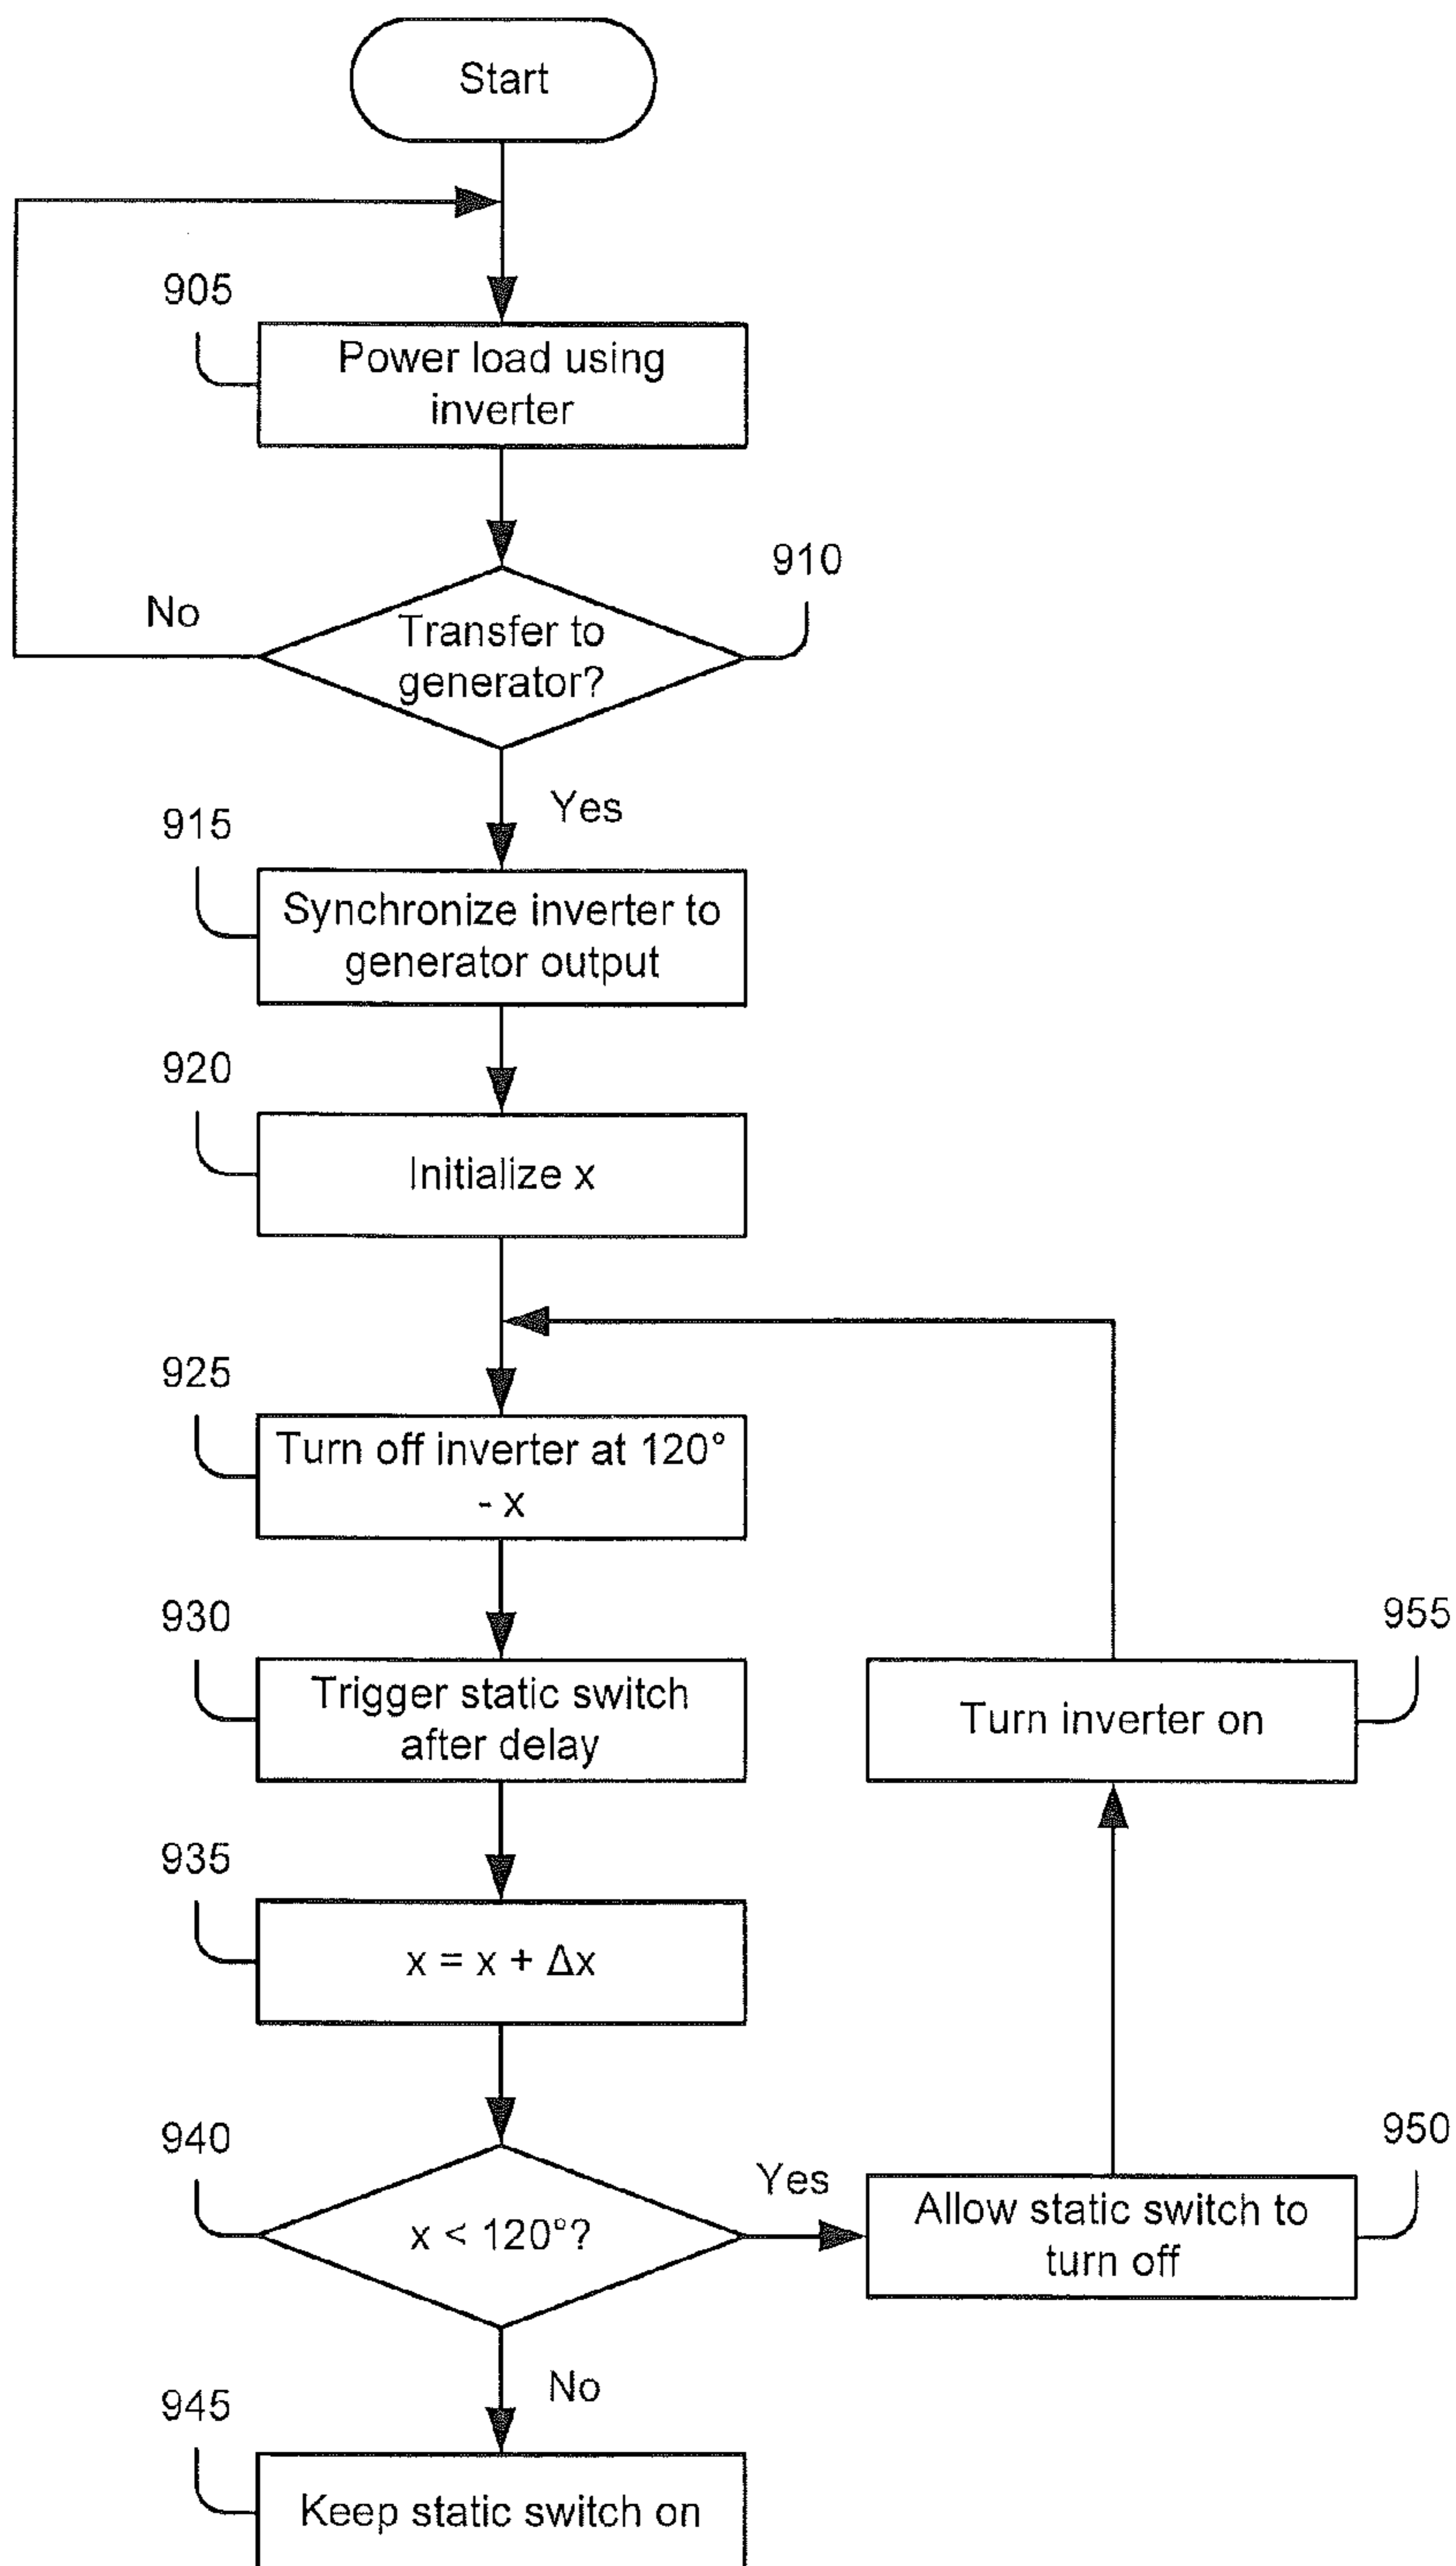 Start
905
Power load using
inverter
910
No
Transfer to
generator?
Yes
915
Synchronize inverter to
generator output
920
Initialize x
925
Turn off inverter at 120°
- x
930
Trigger static switch
after delay
955
Turn inverter on
935
x = x + Δx
940
x < 120°?
Yes
950
Allow static switch to
turn off
No
945
Keep static switch on